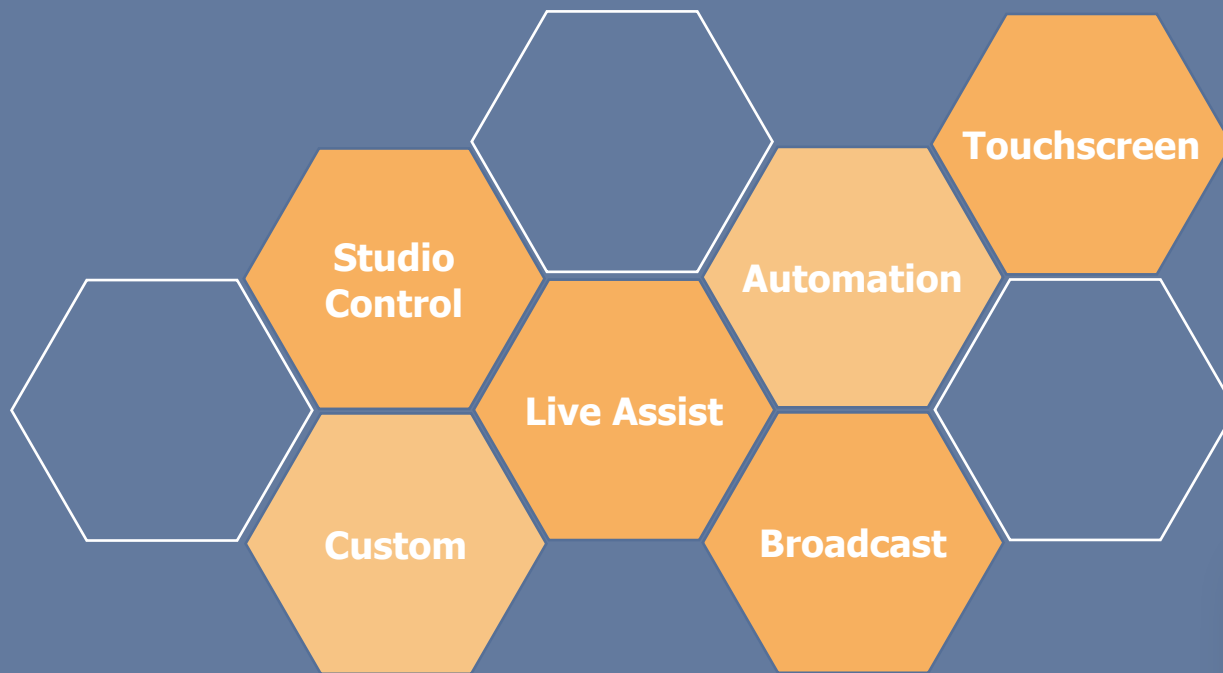 Touchscreen
Studio
Control
Automation
Live Assist
Custom
Broadcast